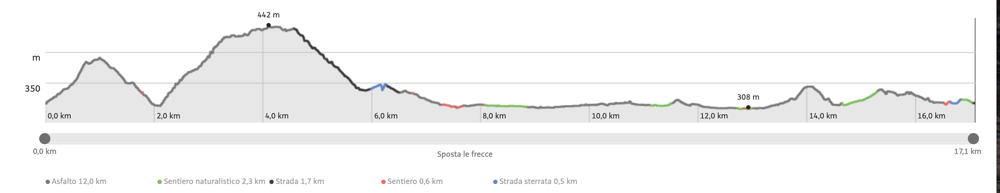 442 m
m
350
308 m
0,0 km 2,0 km 4,0 km 6,0 km 8,0 km 10,0 km 12,0 km 14,0 km 16,0 km
0,0 km Sposta le frecce 17,1 km
Asfalto 12,0 km Sentiero naturalistico 2,3 km Strada 1,7 km Sentiero 0,6 km Strada sterrata 0,5 km